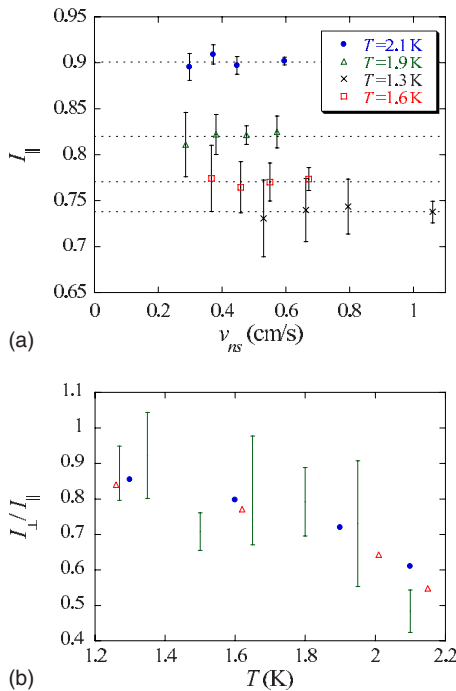 T=2.1 K
T=1.9 K
T=1.3 K
T=1.6 K
0.95
0.9
0.85
0.8
0.75
0.7
0.65
I∥
0 0.2 0.4 0.6 0.8 1
v_ns (cm/s)
(a)
1.1
1
0.9
0.8
0.7
0.6
0.5
0.4
I⊥ / I∥
1.2 1.4 1.6 1.8 2 2.2
T (K)
(b)